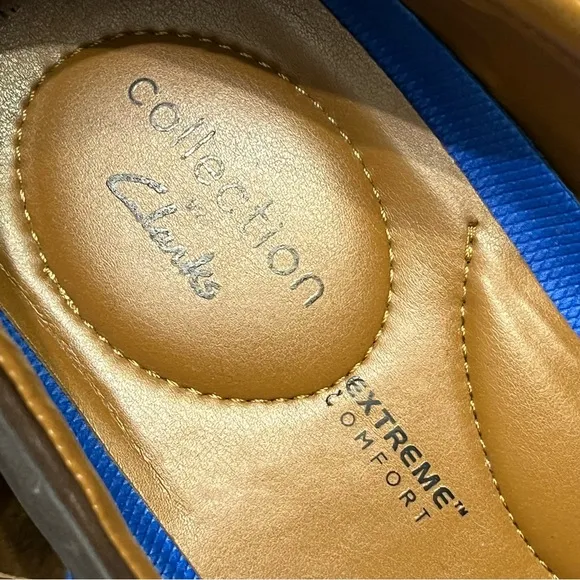 collection
by
Clarks
EXTREME™
COMFORT